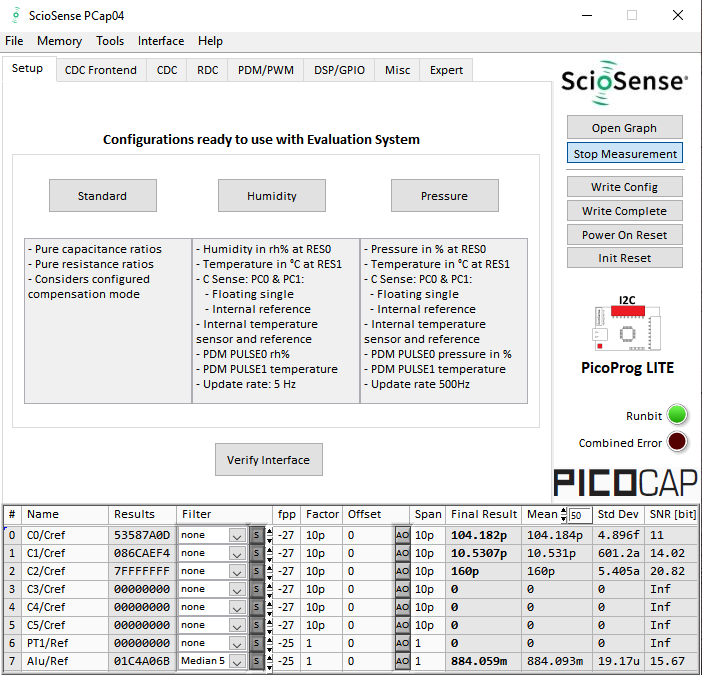 ScioSense PCap04
File Memory Tools Interface Help
Setup CDC Frontend CDC RDC PDM/PWM DSP/GPIO Misc Expert
ScioSense
Configurations ready to use with Evaluation System
Open Graph
Stop Measurement
Write Config
Write Complete
Power On Reset
Init Reset
Standard
- Pure capacitance ratios
- Pure resistance ratios
- Considers configured
compensation mode
Humidity
- Humidity in rh% at RES0
- Temperature in °C at RES1
- C Sense: PC0 & PC1:
- Floating single
- Internal reference
- Internal temperature
sensor and reference
- PDM PULSE0 rh%
- PDM PULSE1 temperature
- Update rate: 5 Hz
Pressure
- Pressure in % at RES0
- Temperature in °C at RES1
- C Sense: PC0 & PC1:
- Floating single
- Internal reference
- Internal temperature
sensor and reference
- PDM PULSE0 pressure in %
- PDM PULSE1 temperature
- Update rate 500Hz
Verify Interface
I2C
PicoProg LITE
Runbit
Combined Error
PICOCAP
# Name Results Filter fpp Factor Offset Span Final Result Mean 50 Std Dev SNR [bit]
0 C0/Cref 53587A0D none S -27 10p 0 AO 10p 104.182p 104.184p 4.896f 11
1 C1/Cref 086CAEF4 none S -27 10p 0 AO 10p 10.5307p 10.531p 601.2a 14.02
2 C2/Cref 7FFFFFFF none S -27 10p 0 AO 10p 160p 160p 5.405a 20.82
3 C3/Cref 00000000 none S -27 10p 0 AO 10p 0 0 0 Inf
4 C4/Cref 00000000 none S -27 10p 0 AO 10p 0 0 0 Inf
5 C5/Cref 00000000 none S -27 10p 0 AO 10p 0 0 0 Inf
6 PT1/Ref 00000000 none S -25 1 0 AO 1 0 0 0 Inf
7 Alu/Ref 01C4A06B Median 5 S -25 1 0 AO 1 884.059m 884.093m 19.17u 15.67